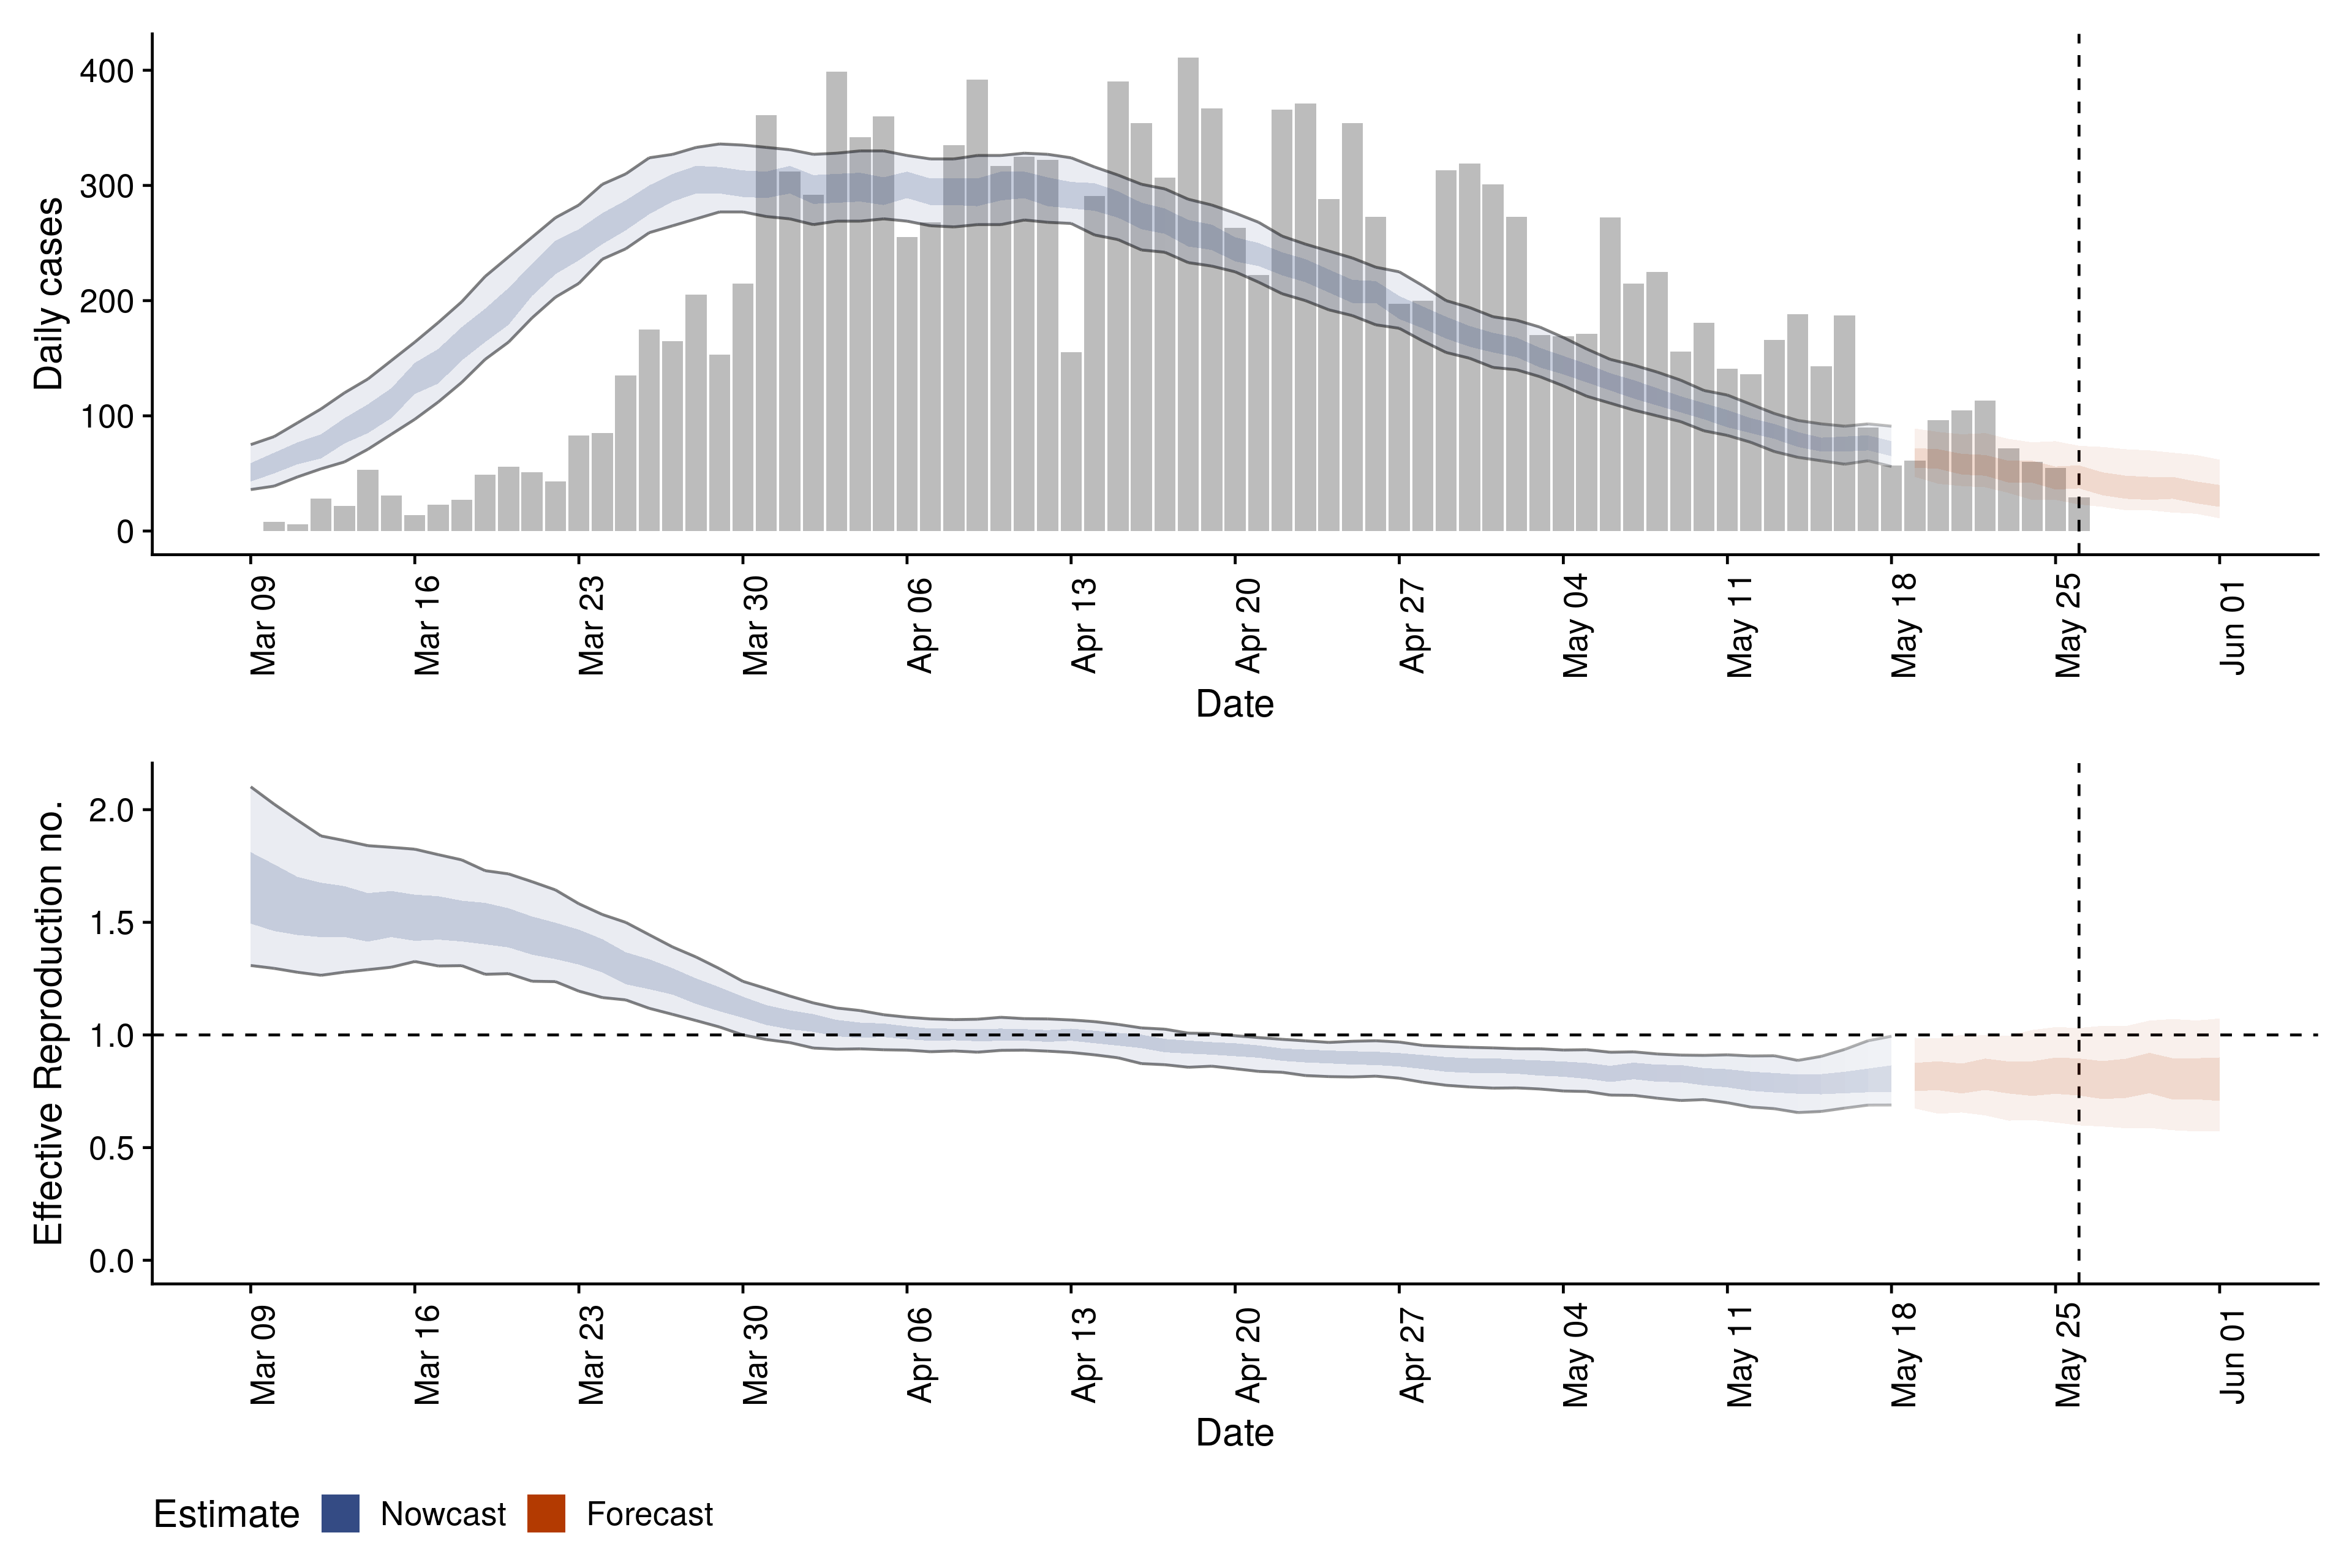 Daily cases
400
300
200
100
0
Mar 09 Mar 16 Mar 23 Mar 30 Apr 06 Apr 13 Apr 20 Apr 27 May 04 May 11 May 18 May 25 Jun 01
Date
Effective Reproduction no.
2.0
1.5
1.0
0.5
0.0
Mar 09 Mar 16 Mar 23 Mar 30 Apr 06 Apr 13 Apr 20 Apr 27 May 04 May 11 May 18 May 25 Jun 01
Date
Estimate Nowcast Forecast